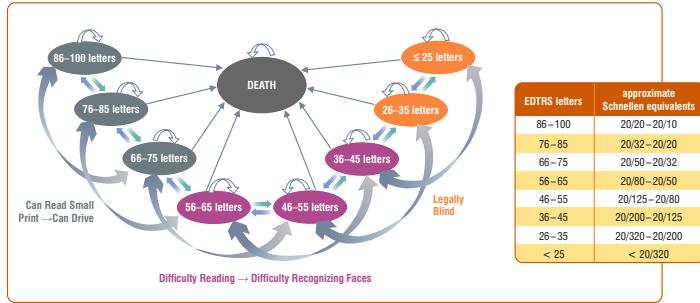 86–100 letters
≤ 25 letters
DEATH
76–85 letters
26–35 letters
66–75 letters
36–45 letters
56–65 letters
46–55 letters
Can Read Small
Print →Can Drive
Legally
Blind
Difficulty Reading → Difficulty Recognizing Faces
EDTRS letters
approximate
Schnellen equivalents
86–100 20/20–20/10
76–85 20/32–20/20
66–75 20/50–20/32
56–65 20/80–20/50
46–55 20/125–20/80
36–45 20/200–20/125
26–35 20/320–20/200
< 25 < 20/320